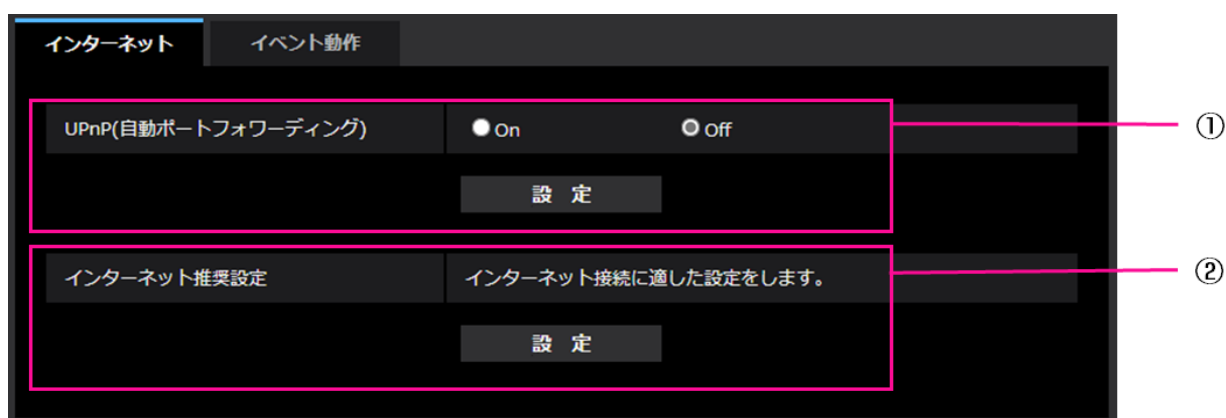 インターネット イベント動作
UPnP(自動ポートフォワーディング) On Off ①
設 定
インターネット推奨設定 インターネット接続に適した設定をします。 ②
設 定